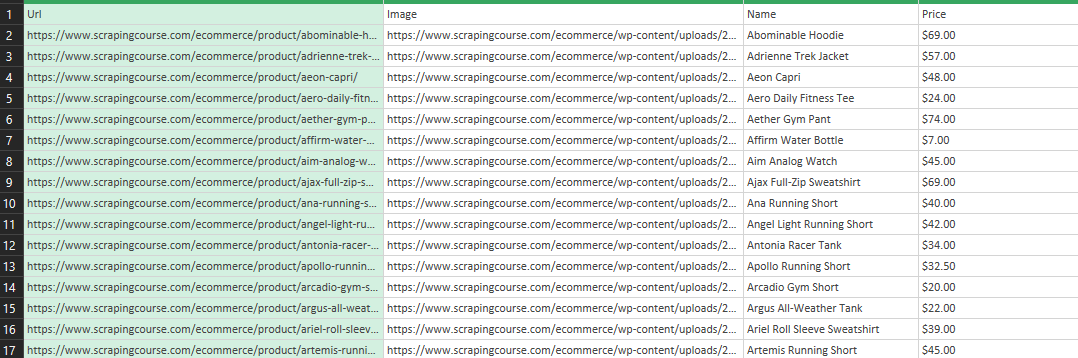 1 Url Image Name Price
2 https://www.scrapingcourse.com/ecommerce/product/abominable-h... https://www.scrapingcourse.com/ecommerce/wp-content/uploads/2... Abominable Hoodie $69.00
3 https://www.scrapingcourse.com/ecommerce/product/adrienne-trek-... https://www.scrapingcourse.com/ecommerce/wp-content/uploads/2... Adrienne Trek Jacket $57.00
4 https://www.scrapingcourse.com/ecommerce/product/aeon-capri/ https://www.scrapingcourse.com/ecommerce/wp-content/uploads/2... Aeon Capri $48.00
5 https://www.scrapingcourse.com/ecommerce/product/aero-daily-fitn... https://www.scrapingcourse.com/ecommerce/wp-content/uploads/2... Aero Daily Fitness Tee $24.00
6 https://www.scrapingcourse.com/ecommerce/product/aether-gym-p... https://www.scrapingcourse.com/ecommerce/wp-content/uploads/2... Aether Gym Pant $74.00
7 https://www.scrapingcourse.com/ecommerce/product/affirm-water-... https://www.scrapingcourse.com/ecommerce/wp-content/uploads/2... Affirm Water Bottle $7.00
8 https://www.scrapingcourse.com/ecommerce/product/aim-analog-w... https://www.scrapingcourse.com/ecommerce/wp-content/uploads/2... Aim Analog Watch $45.00
9 https://www.scrapingcourse.com/ecommerce/product/ajax-full-zip-s... https://www.scrapingcourse.com/ecommerce/wp-content/uploads/2... Ajax Full-Zip Sweatshirt $69.00
10 https://www.scrapingcourse.com/ecommerce/product/ana-running-s... https://www.scrapingcourse.com/ecommerce/wp-content/uploads/2... Ana Running Short $40.00
11 https://www.scrapingcourse.com/ecommerce/product/angel-light-ru... https://www.scrapingcourse.com/ecommerce/wp-content/uploads/2... Angel Light Running Short $42.00
12 https://www.scrapingcourse.com/ecommerce/product/antonia-racer-... https://www.scrapingcourse.com/ecommerce/wp-content/uploads/2... Antonia Racer Tank $34.00
13 https://www.scrapingcourse.com/ecommerce/product/apollo-runnin... https://www.scrapingcourse.com/ecommerce/wp-content/uploads/2... Apollo Running Short $32.50
14 https://www.scrapingcourse.com/ecommerce/product/arcadio-gym-s... https://www.scrapingcourse.com/ecommerce/wp-content/uploads/2... Arcadio Gym Short $20.00
15 https://www.scrapingcourse.com/ecommerce/product/argus-all-weat... https://www.scrapingcourse.com/ecommerce/wp-content/uploads/2... Argus All-Weather Tank $22.00
16 https://www.scrapingcourse.com/ecommerce/product/ariel-roll-sleev... https://www.scrapingcourse.com/ecommerce/wp-content/uploads/2... Ariel Roll Sleeve Sweatshirt $39.00
17 https://www.scrapingcourse.com/ecommerce/product/artemis-runni... https://www.scrapingcourse.com/ecommerce/wp-content/uploads/2... Artemis Running Short $45.00